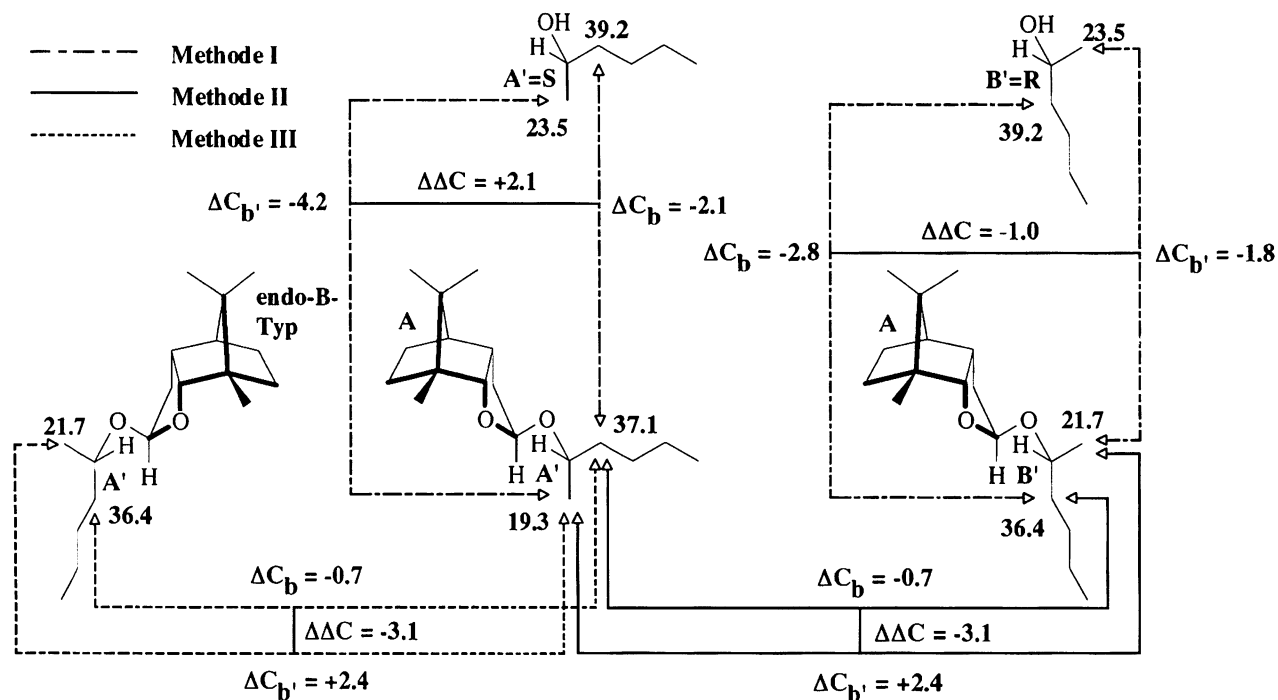 Methode I
Methode II
Methode III
OH
39.2
H
A'=S
23.5
ΔΔC = +2.1
ΔC_b' = -4.2
ΔC_b = -2.1
OH
23.5
H
B'=R
39.2
ΔΔC = -1.0
ΔC_b = -2.8
ΔC_b' = -1.8
endo-B-
Typ
21.7
O
O
H
H
A'
36.4
A
O
O
37.1
H
H
A'
19.3
A
O
O
21.7
H
H
B'
36.4
ΔC_b = -0.7
ΔΔC = -3.1
ΔC_b' = +2.4
ΔC_b = -0.7
ΔΔC = -3.1
ΔC_b' = +2.4